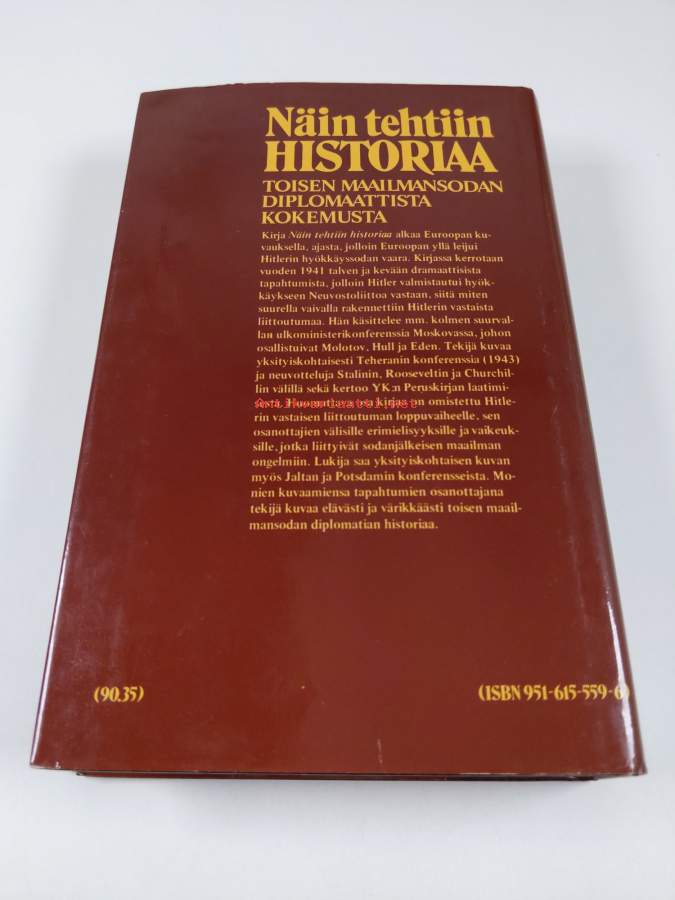 Näin tehtiin
HISTORIAA
TOISEN MAAILMANSODAN
DIPLOMAATTISTA
KOKEMUSTA
Kirja Näin tehtiin historiaa alkaa Euroopan ku-
vauksella, ajasta, jolloin Euroopan yllä leijui
Hitlerin hyökkäyssodan vaara. Kirjassa kerrotaan
vuoden 1941 talven ja kevään dramaattisista
tapahtumista, jolloin Hitler valmistautui hyök-
käykseen Neuvostoliittoa vastaan, siitä miten
suurella vaivalla rakennettiin Hitlerin vastaista
liittoutumaa. Hän käsittelee mm. kolmen suurval-
lan ulkoministerikonferenssia Moskovassa, johon
osallistuivat Molotov, Hull ja Eden. Tekijä kuvaa
yksityiskohtaisesti Teheranin konferenssia (1943)
ja neuvotteluja Stalinin, Rooseveltin ja Churchil-
lin välillä sekä kertoo YK:n Peruskirjan laatimi-
sesta. Huomattava osa kirjaa on omistettu Hitle-
Antikvariaatti.net
rin vastaisen liittoutuman loppuvaiheelle, sen
osanottajien välisille erimielisyyksille ja vaikeuk-
sille, jotka liittyivät sodanjälkeisen maailman
ongelmiin. Lukija saa yksityiskohtaisen kuvan
myös Jaltan ja Potsdamin konferensseista. Mo-
nien kuvaamiensa tapahtumien osanottajana
tekijä kuvaa elävästi ja värikkäästi toisen maail-
mansodan diplomatian historiaa.
(90.35)
(ISBN 951-615-559-6)